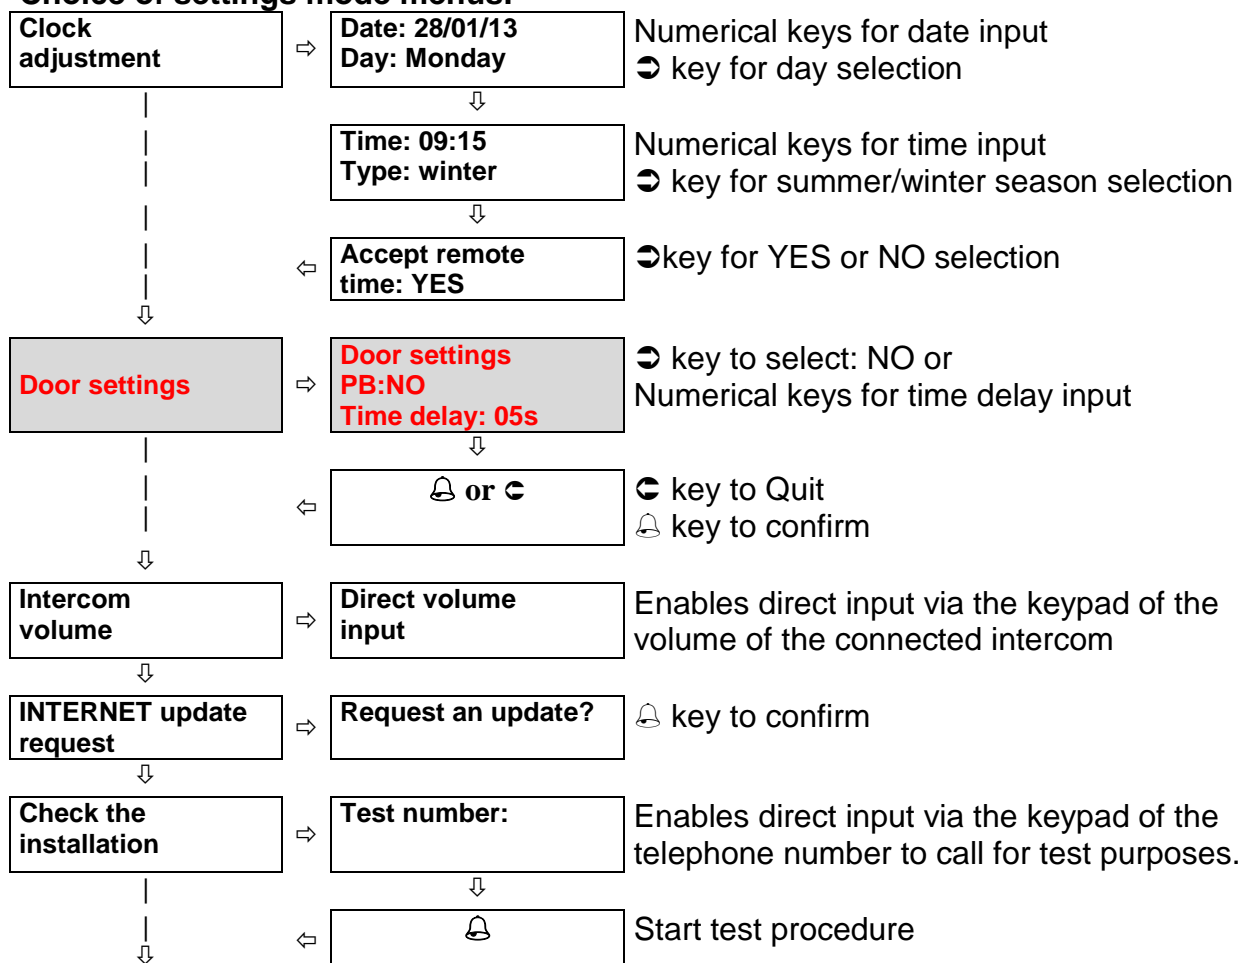 Choice of settings mode menus:
Clock
adjustment
⇨
Date: 28/01/13
Day: Monday
Numerical keys for date input
➲ key for day selection
Time: 09:15
Type: winter
Numerical keys for time input
➲ key for summer/winter season selection
Accept remote
time: YES
➲key for YES or NO selection
Door settings
Door settings
PB:NO
Time delay: 05s
➲ key to select: NO or
Numerical keys for time delay input
🔔 or ⮌
⮌ key to Quit
🔔 key to confirm
Intercom
volume
Direct volume
input
Enables direct input via the keypad of the
volume of the connected intercom
INTERNET update
request
Request an update?
🔔 key to confirm
Check the
installation
Test number:
Enables direct input via the keypad of the
telephone number to call for test purposes.
🔔
Start test procedure